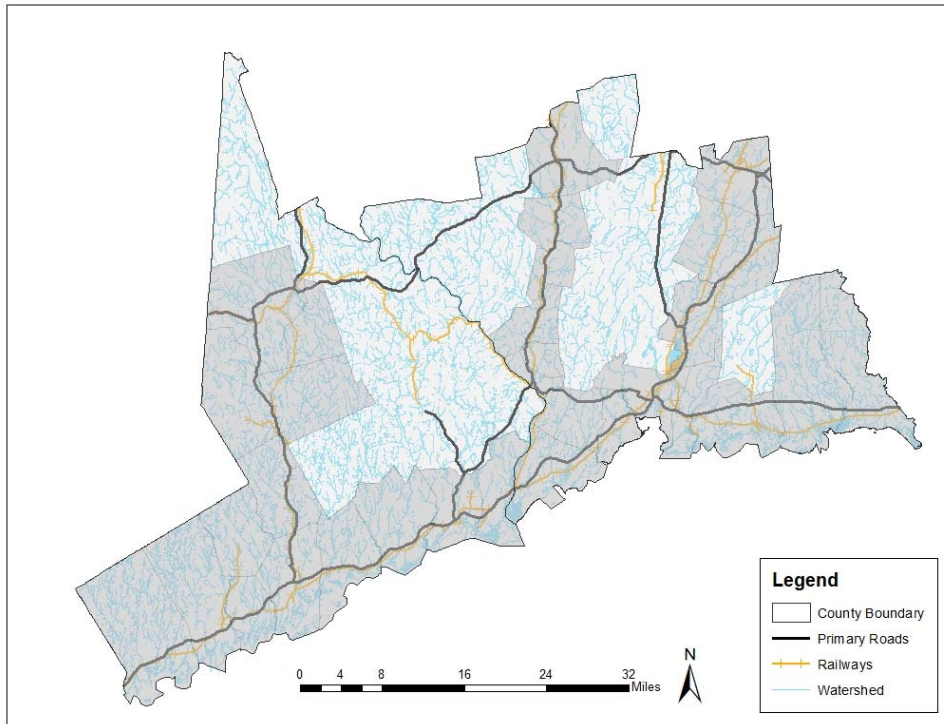 Legend
County Boundary
Primary Roads
Railways
Watershed
N
0 4 8 16 24 32
Miles